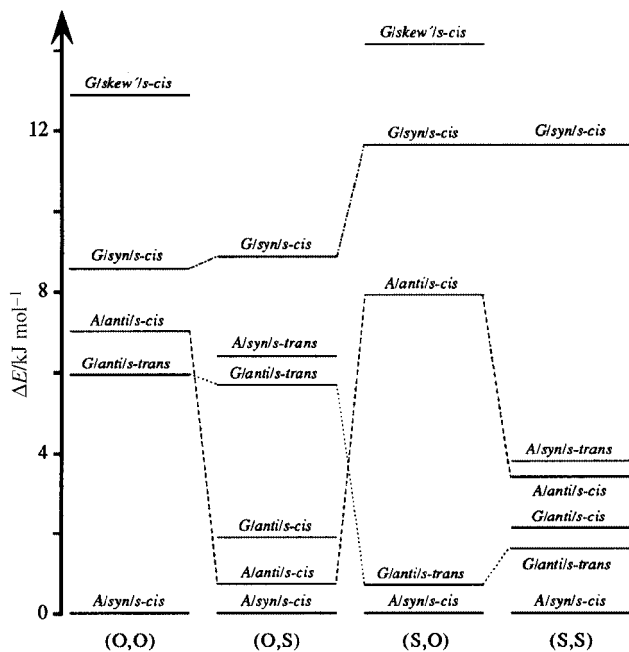 G/skew′/s-cis
G/skew′/s-cis
12
G/syn/s-cis
G/syn/s-cis
G/syn/s-cis
G/syn/s-cis
8
A/anti/s-cis
A/anti/s-cis
A/syn/s-trans
G/anti/s-trans
G/anti/s-trans
ΔE/kJ mol⁻¹
4
A/syn/s-trans
A/anti/s-cis
G/anti/s-cis
G/anti/s-cis
A/anti/s-cis
G/anti/s-trans
G/anti/s-trans
0
A/syn/s-cis
A/syn/s-cis
A/syn/s-cis
A/syn/s-cis
(O,O)
(O,S)
(S,O)
(S,S)